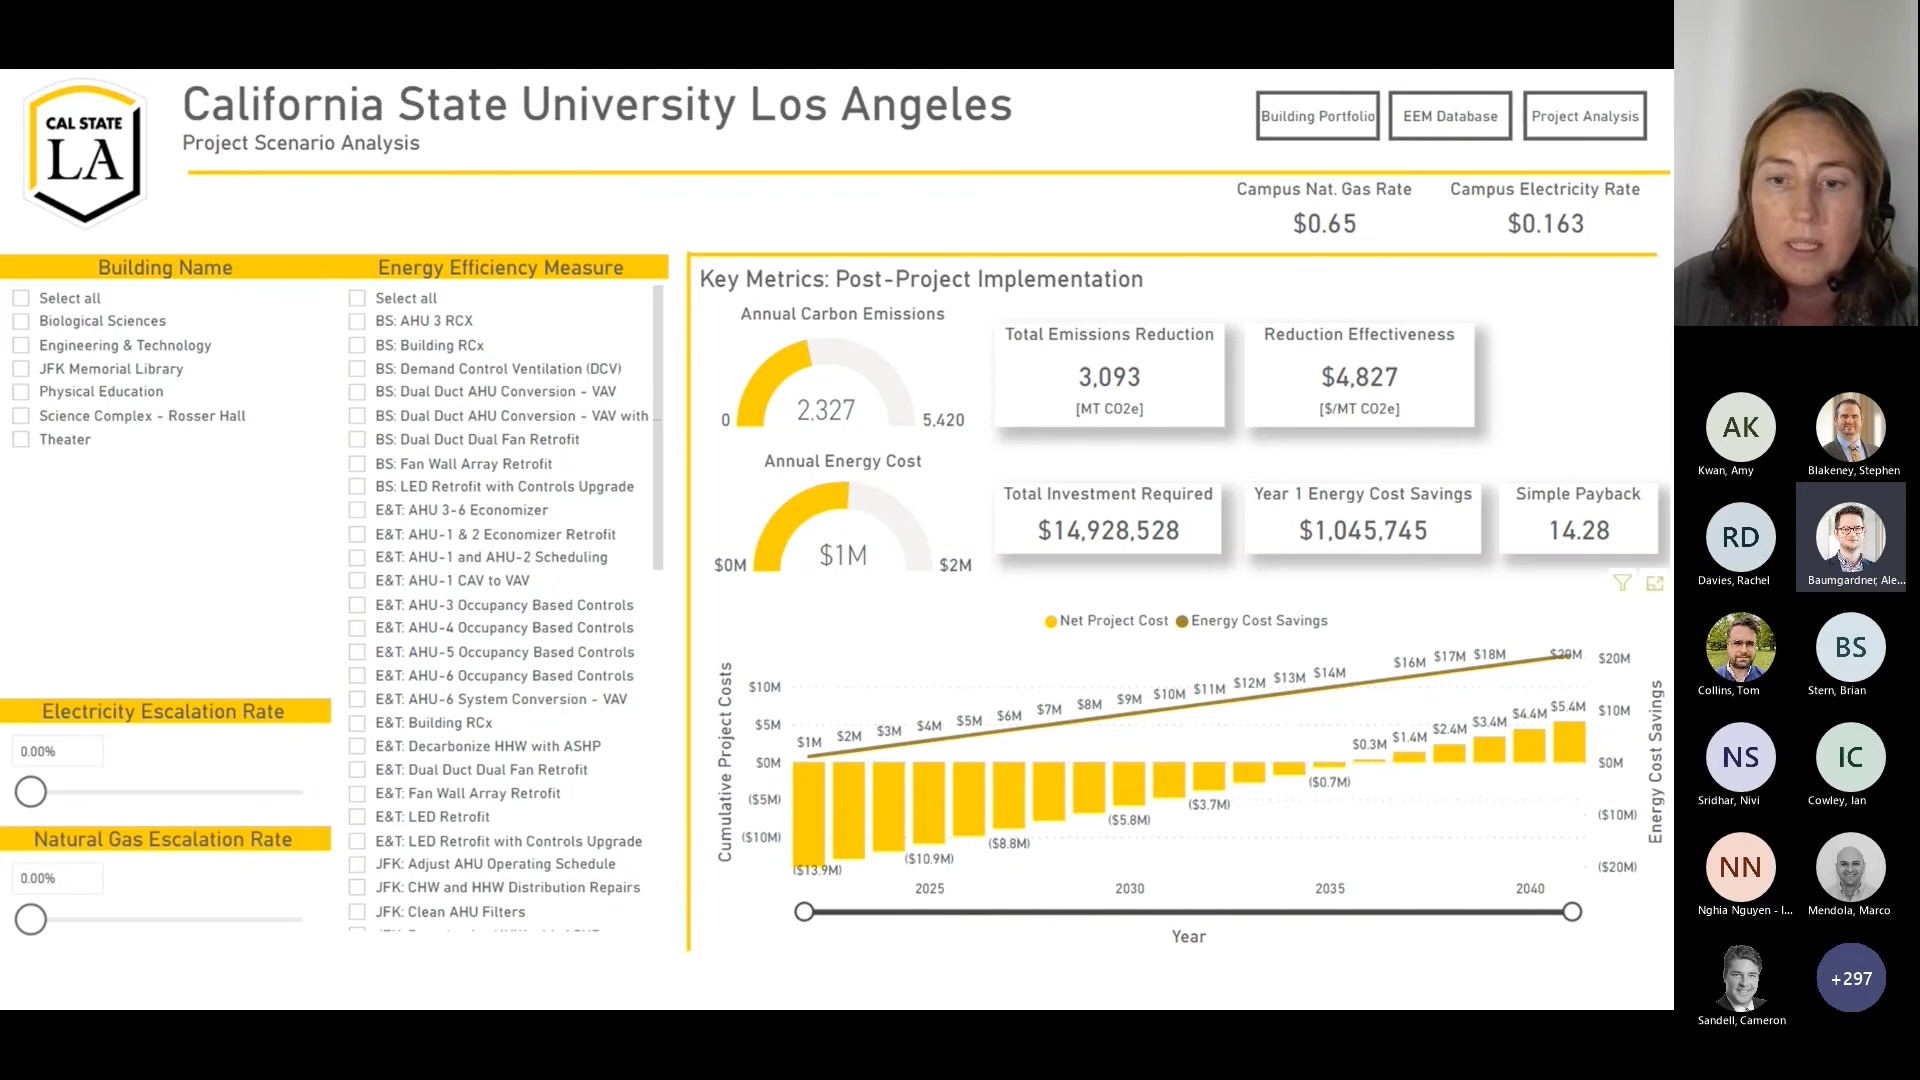 CAL STATE
LA
California State University Los Angeles
Project Scenario Analysis
Building Portfolio
EEM Database
Project Analysis
Campus Nat. Gas Rate
$0.65
Campus Electricity Rate
$0.163
Building Name
Select all
Biological Sciences
Engineering & Technology
JFK Memorial Library
Physical Education
Science Complex - Rosser Hall
Theater
Electricity Escalation Rate
0.00%
Natural Gas Escalation Rate
0.00%
Energy Efficiency Measure
Select all
BS: AHU 3 RCX
BS: Building RCx
BS: Demand Control Ventilation (DCV)
BS: Dual Duct AHU Conversion - VAV
BS: Dual Duct AHU Conversion - VAV with ...
BS: Dual Duct Dual Fan Retrofit
BS: Fan Wall Array Retrofit
BS: LED Retrofit with Controls Upgrade
E&T: AHU 3-6 Economizer
E&T: AHU-1 & 2 Economizer Retrofit
E&T: AHU-1 and AHU-2 Scheduling
E&T: AHU-1 CAV to VAV
E&T: AHU-3 Occupancy Based Controls
E&T: AHU-4 Occupancy Based Controls
E&T: AHU-5 Occupancy Based Controls
E&T: AHU-6 Occupancy Based Controls
E&T: AHU-6 System Conversion - VAV
E&T: Building RCx
E&T: Decarbonize HHW with ASHP
E&T: Dual Duct Dual Fan Retrofit
E&T: Fan Wall Array Retrofit
E&T: LED Retrofit
E&T: LED Retrofit with Controls Upgrade
JFK: Adjust AHU Operating Schedule
JFK: CHW and HHW Distribution Repairs
JFK: Clean AHU Filters
Key Metrics: Post-Project Implementation
Annual Carbon Emissions
0
2,327
5,420
Total Emissions Reduction
3,093
[MT CO2e]
Reduction Effectiveness
$4,827
[$/MT CO2e]
Annual Energy Cost
$0M
$1M
$2M
Total Investment Required
$14,928,528
Year 1 Energy Cost Savings
$1,045,745
Simple Payback
14.28
Net Project Cost
Energy Cost Savings
Cumulative Project Costs
$10M
$5M
$0M
($5M)
($10M)
$1M
$2M
$3M
$4M
$5M
$6M
$7M
$8M
$9M
$10M
$11M
$12M
$13M
$14M
$16M
$17M
$18M
$20M
($13.9M)
($10.9M)
($8.8M)
($5.8M)
($3.7M)
($0.7M)
$0.3M
$1.4M
$2.4M
$3.4M
$4.4M
$5.4M
$20M
$10M
$0M
($10M)
($20M)
Energy Cost Savings
2025
2030
2035
2040
Year
AK
Kwan, Amy
Blakeney, Stephen
RD
Davies, Rachel
Baumgardner, Ale...
Collins, Tom
BS
Stern, Brian
NS
Sridhar, Nivi
IC
Cowley, Ian
NN
Nghia Nguyen - I...
Mendola, Marco
Sandell, Cameron
+297